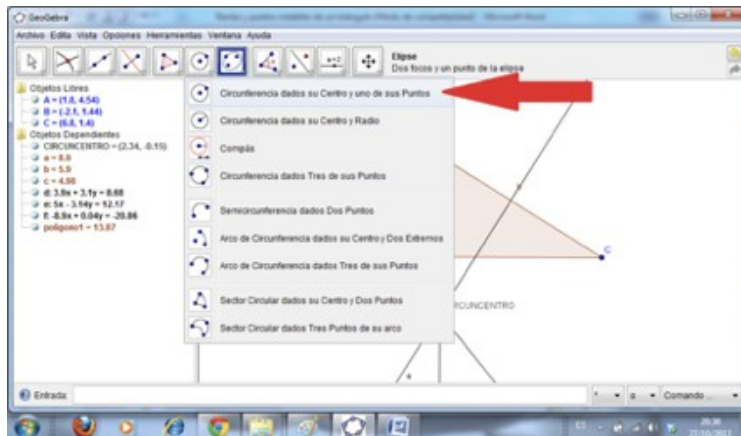 GeoGebra
Archivo Edita Vista Opciones Herramientas Ventana Ayuda
Elipse
Dos focos y un punto de la elipse
Objetos Libres
A = (1.8, 4.54)
B = (-2.1, 1.44)
C = (6.8, 1.4)
Objetos Dependientes
CIRCUNCENTRO = (2.34, -0.15)
a = 8.9
b = 5.9
c = 4.98
d: 3.9x + 3.1y = 8.68
e: 5x - 3.14y = 12.17
f: -8.9x + 0.04y = -20.86
poligono1 = 13.87
Circunferencia dados su Centro y uno de sus Puntos
Circunferencia dados su Centro y Radio
Compás
Circunferencia dados Tres de sus Puntos
Semicircunferencia dados Dos Puntos
Arco de Circunferencia dados su Centro y Dos Extremos
Arco de Circunferencia dados Tres de sus Puntos
Sector Circular dados su Centro y Dos Puntos
Sector Circular dados Tres Puntos de su arco
C
RCUNCENTRO
Entrada:
α
Comando ...
ES
20:38